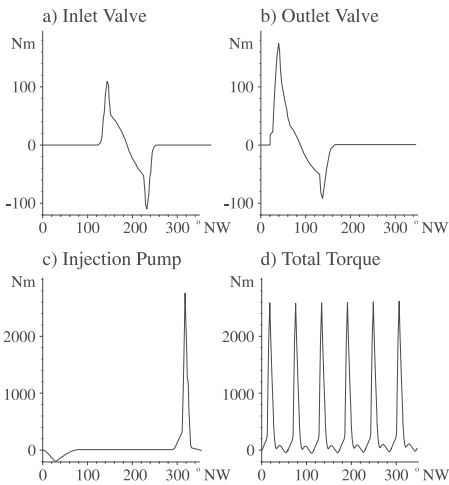 a) Inlet Valve
b) Outlet Valve
Nm
Nm
100
100
0
0
-100
-100
0 100 200 300 ° NW
0 100 200 300 ° NW
c) Injection Pump
d) Total Torque
Nm
Nm
2000
2000
1000
1000
0
0
0 100 200 300 ° NW
0 100 200 300 ° NW